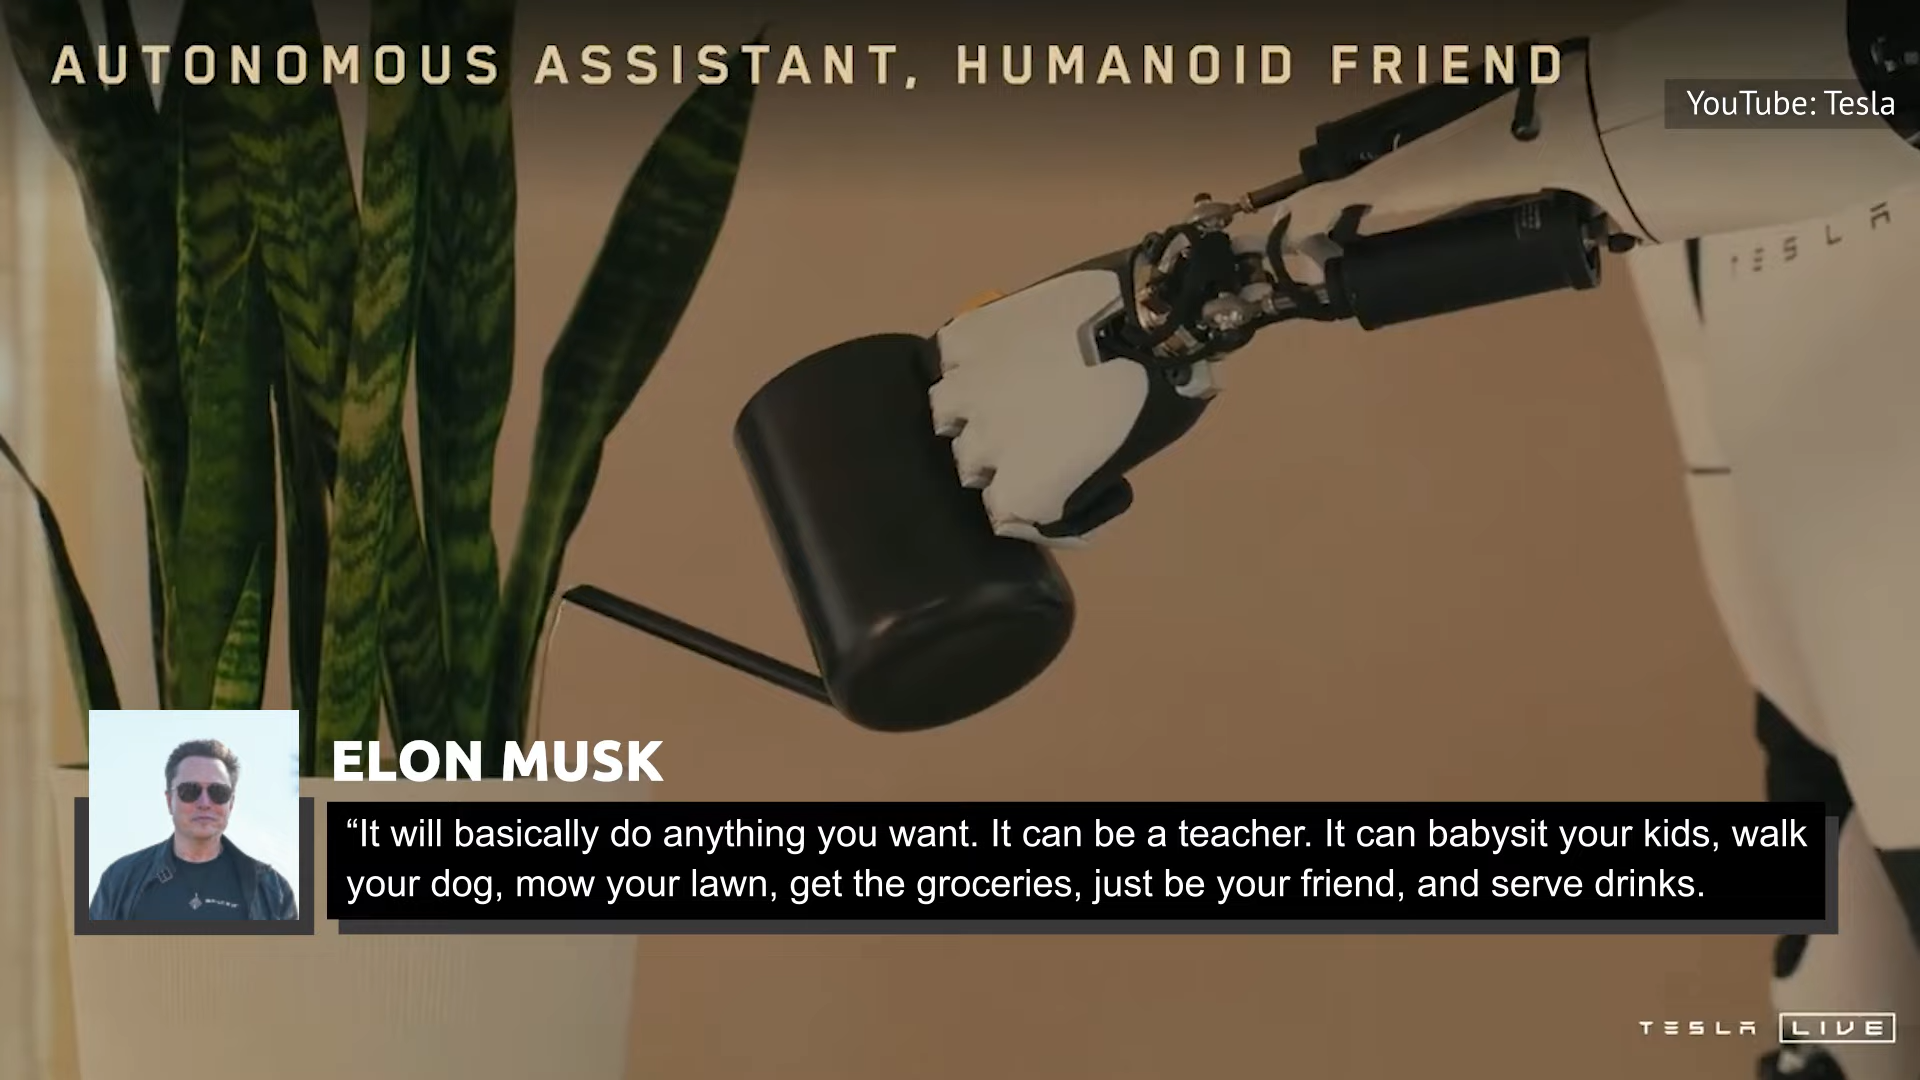 AUTONOMOUS ASSISTANT, HUMANOID FRIEND
YouTube: Tesla
TESLA
ELON MUSK
“It will basically do anything you want. It can be a teacher. It can babysit your kids, walk
your dog, mow your lawn, get the groceries, just be your friend, and serve drinks.
TESLA LIVE